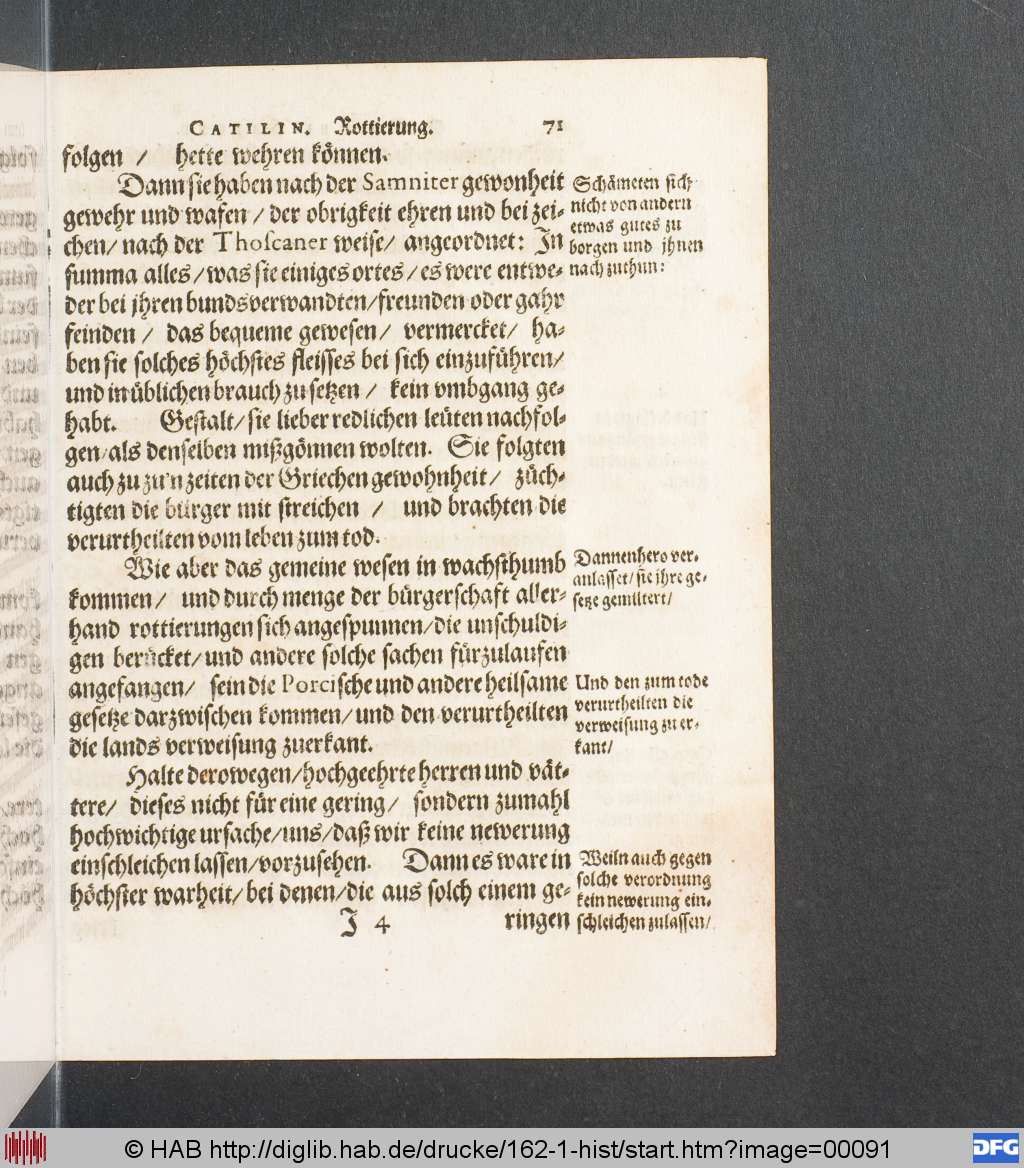 CATILIN. Rottierung. 71
folgen / hette wehren können.
Dann sie haben nach der Samniter gewonheit
gewehr und wafen / der obrigkeit ehren und bei zei-
chen / nach der Thoscaner weise / angeordnet: In
summa alles / was sie einiges ortes / es were entwe-
der bei jhren bundsverwandten / freunden oder gahr
feinden / das bequeme gewesen / vermercket / ha-
ben sie solches höchstes fleisses bei sich einzuführen /
und in üblichen brauch zu setzen / kein vmbgang ge-
habt. Gestalt / sie lieber redlichen leüten nachfol-
gen / als denselben mißgönnen wolten. Sie folgten
auch zu zu'n zeiten der Griechen gewohnheit / züch-
tigten die bürger mit streichen / und brachten die
verurtheilten vom leben zum tod.
Wie aber das gemeine wesen in wachsthumb
kommen / und durch menge der bürgerschaft aller-
hand rottierungen sich angespunnen / die unschuldi-
gen berücket / und andere solche sachen fürzulaufen
angefangen / sein die Porcische und andere heilsame
gesetze darzwischen kommen / und den verurtheilten
die lands verweisung zuerkant.
Halte derowegen / hochgeehrte herren und vät-
tere / dieses nicht für eine gering / sondern zumahl
hochwichtige ursache / uns / daß wir keine newerung
einschleichen lassen / vorzusehen. Dann es ware in
höchster warheit / bei denen / die aus solch einem ge-
J 4 ringen
Schämeten sich
nicht von andern
etwas gutes zu
borgen und jhnen
nach zuthun:
Dannenhero ver-
anlasset / sie jhre ge-
setze gemiltert /
Und den zum tode
verurtheilten die
verweisung zu er-
kant /
Weiln auch gegen
solche verordnung
kein newerung ein-
schleichen zulassen /
© HAB http://diglib.hab.de/drucke/162-1-hist/start.htm?image=00091
DFG